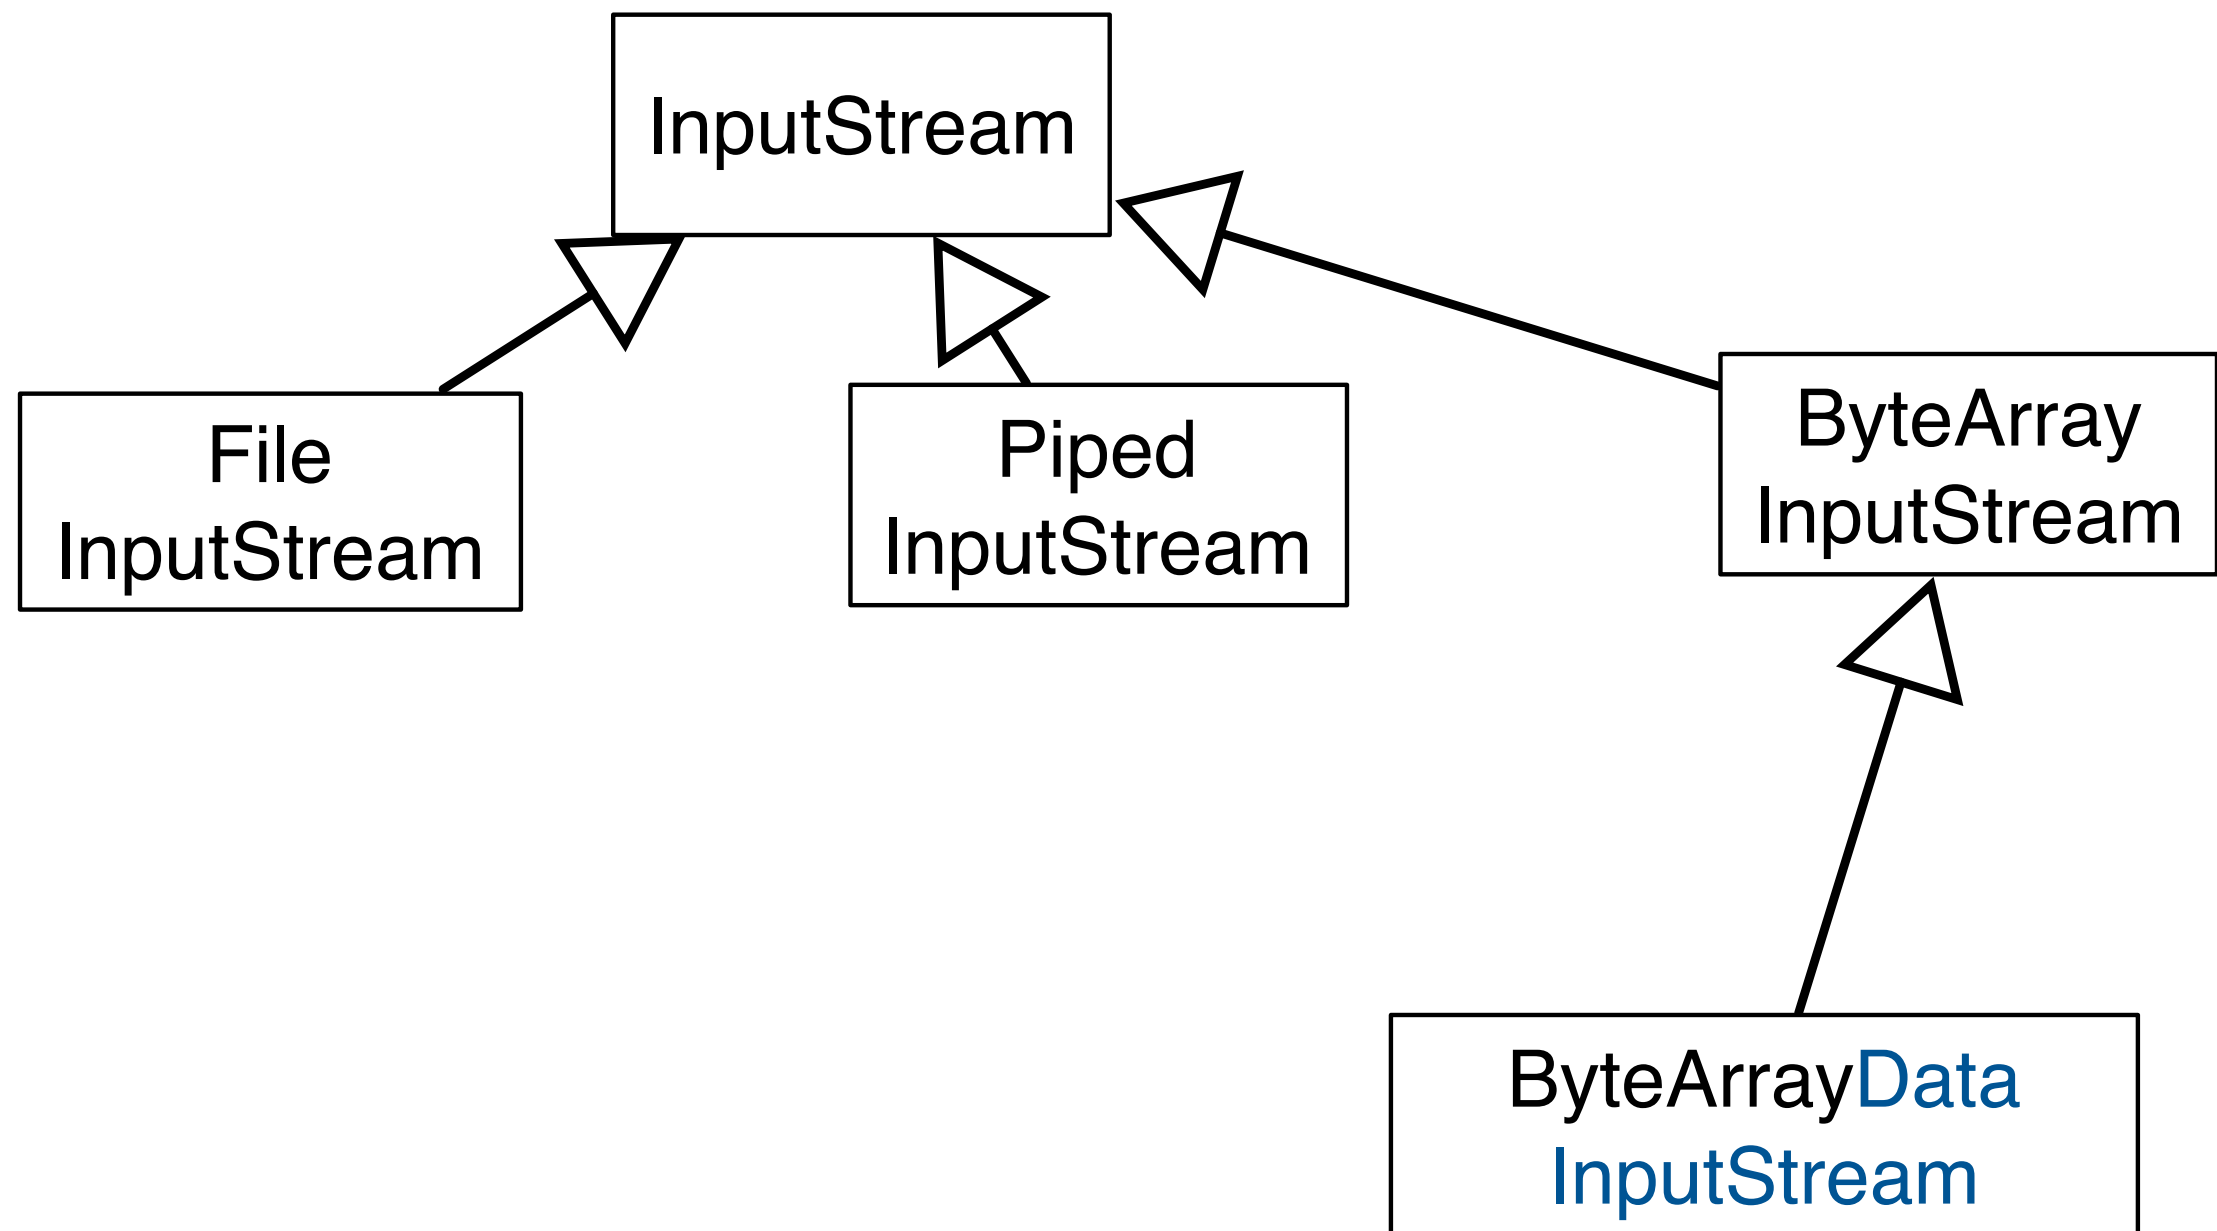 InputStream
File
InputStream
Piped
InputStream
ByteArray
InputStream
ByteArrayData
InputStream